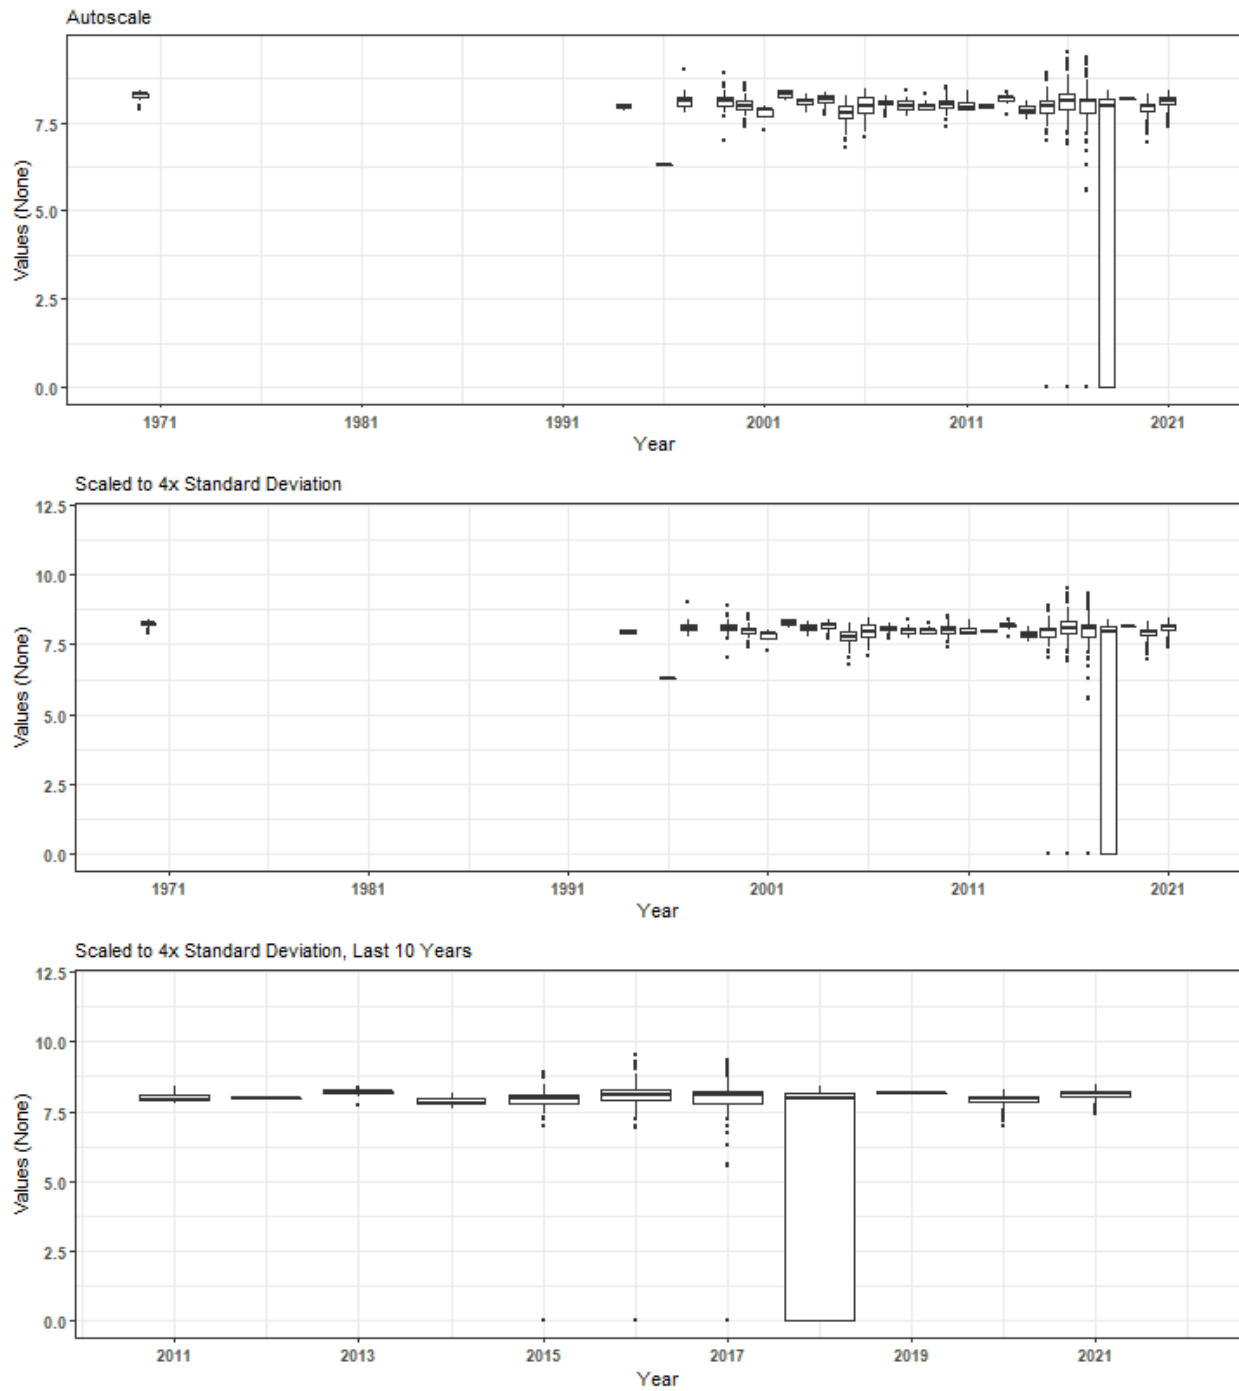 Autoscale
7.5
5.0
2.5
0.0
Values (None)
1971 1981 1991 2001 2011 2021
Year
Scaled to 4x Standard Deviation
12.5
10.0
7.5
5.0
2.5
0.0
Values (None)
1971 1981 1991 2001 2011 2021
Year
Scaled to 4x Standard Deviation, Last 10 Years
12.5
10.0
7.5
5.0
2.5
0.0
Values (None)
2011 2013 2015 2017 2019 2021
Year